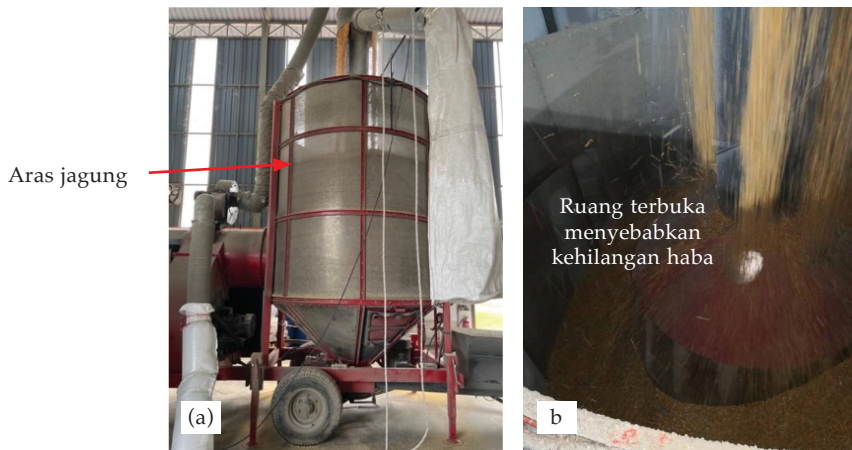 Aras jagung
(a)
Ruang terbuka
menyebabkan
kehilangan haba
b